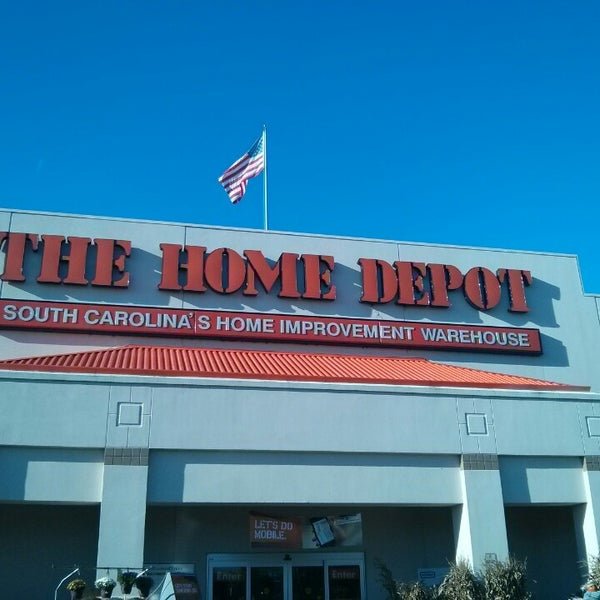 THE HOME DEPOT
SOUTH CAROLINA'S HOME IMPROVEMENT WAREHOUSE
LET'S DO
MOBILE.
Enter
Enter